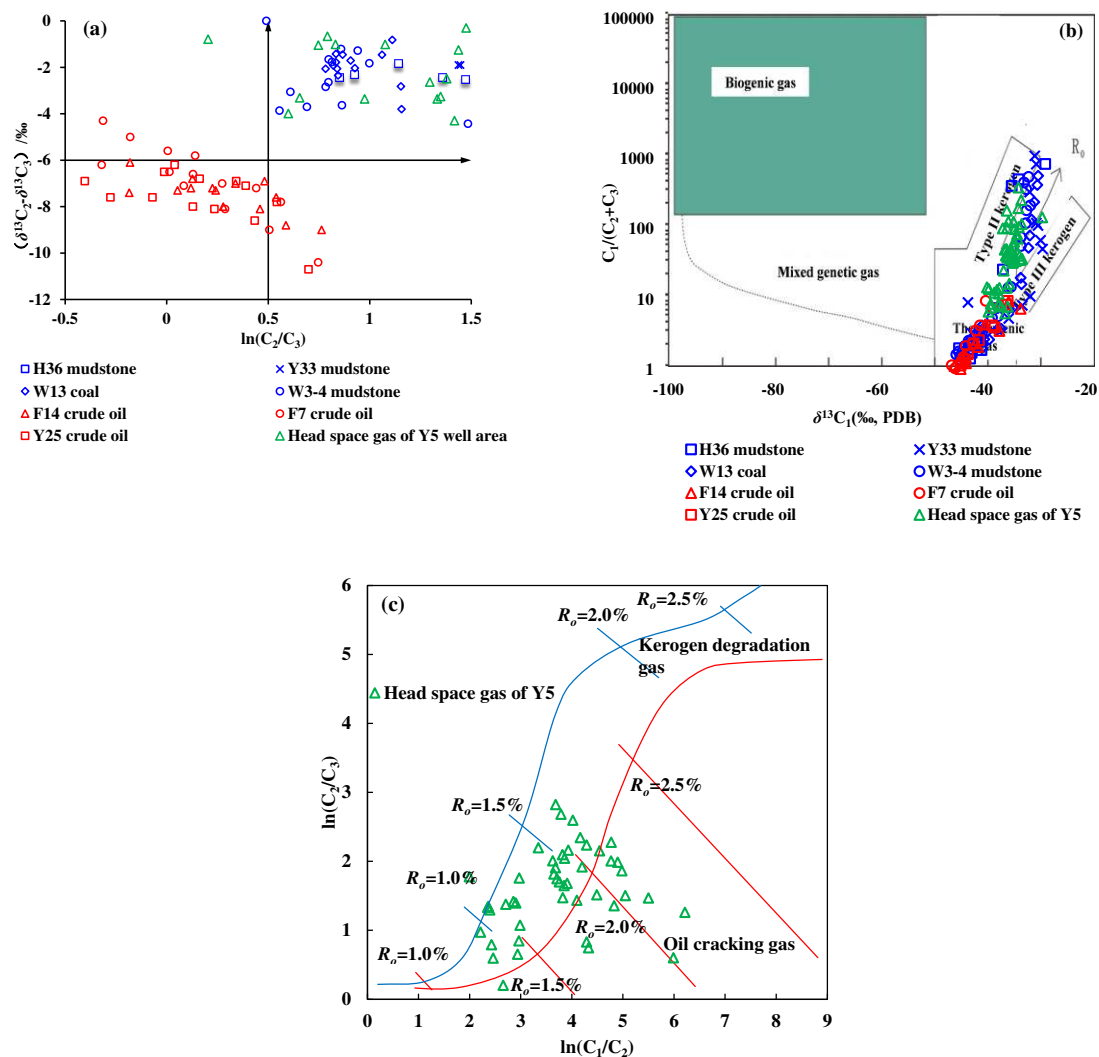 (a)
0
-2
-4
-6
-8
-10
-12
(δ¹³C₂-δ¹³C₃) /‰
-0.5
0
0.5
1
1.5
ln(C₂/C₃)
H36 mudstone
Y33 mudstone
W13 coal
W3-4 mudstone
F14 crude oil
F7 crude oil
Y25 crude oil
Head space gas of Y5 well area
(b)
100000
10000
1000
100
10
1
C₁/(C₂+C₃)
Biogenic gas
Mixed genetic gas
Type II kerogen
Type III kerogen
R₀
-100
-80
-60
-40
-20
δ¹³C₁(‰, PDB)
H36 mudstone
Y33 mudstone
W13 coal
W3-4 mudstone
F14 crude oil
F7 crude oil
Y25 crude oil
Head space gas of Y5
(c)
6
5
4
3
2
1
0
ln(C₂/C₃)
Rₒ=2.5%
Rₒ=2.0%
Kerogen degradation
gas
Head space gas of Y5
Rₒ=2.5%
Rₒ=1.5%
Rₒ=1.0%
Rₒ=2.0%
Oil cracking gas
Rₒ=1.0%
Rₒ=1.5%
0
1
2
3
4
5
6
7
8
9
ln(C₁/C₂)